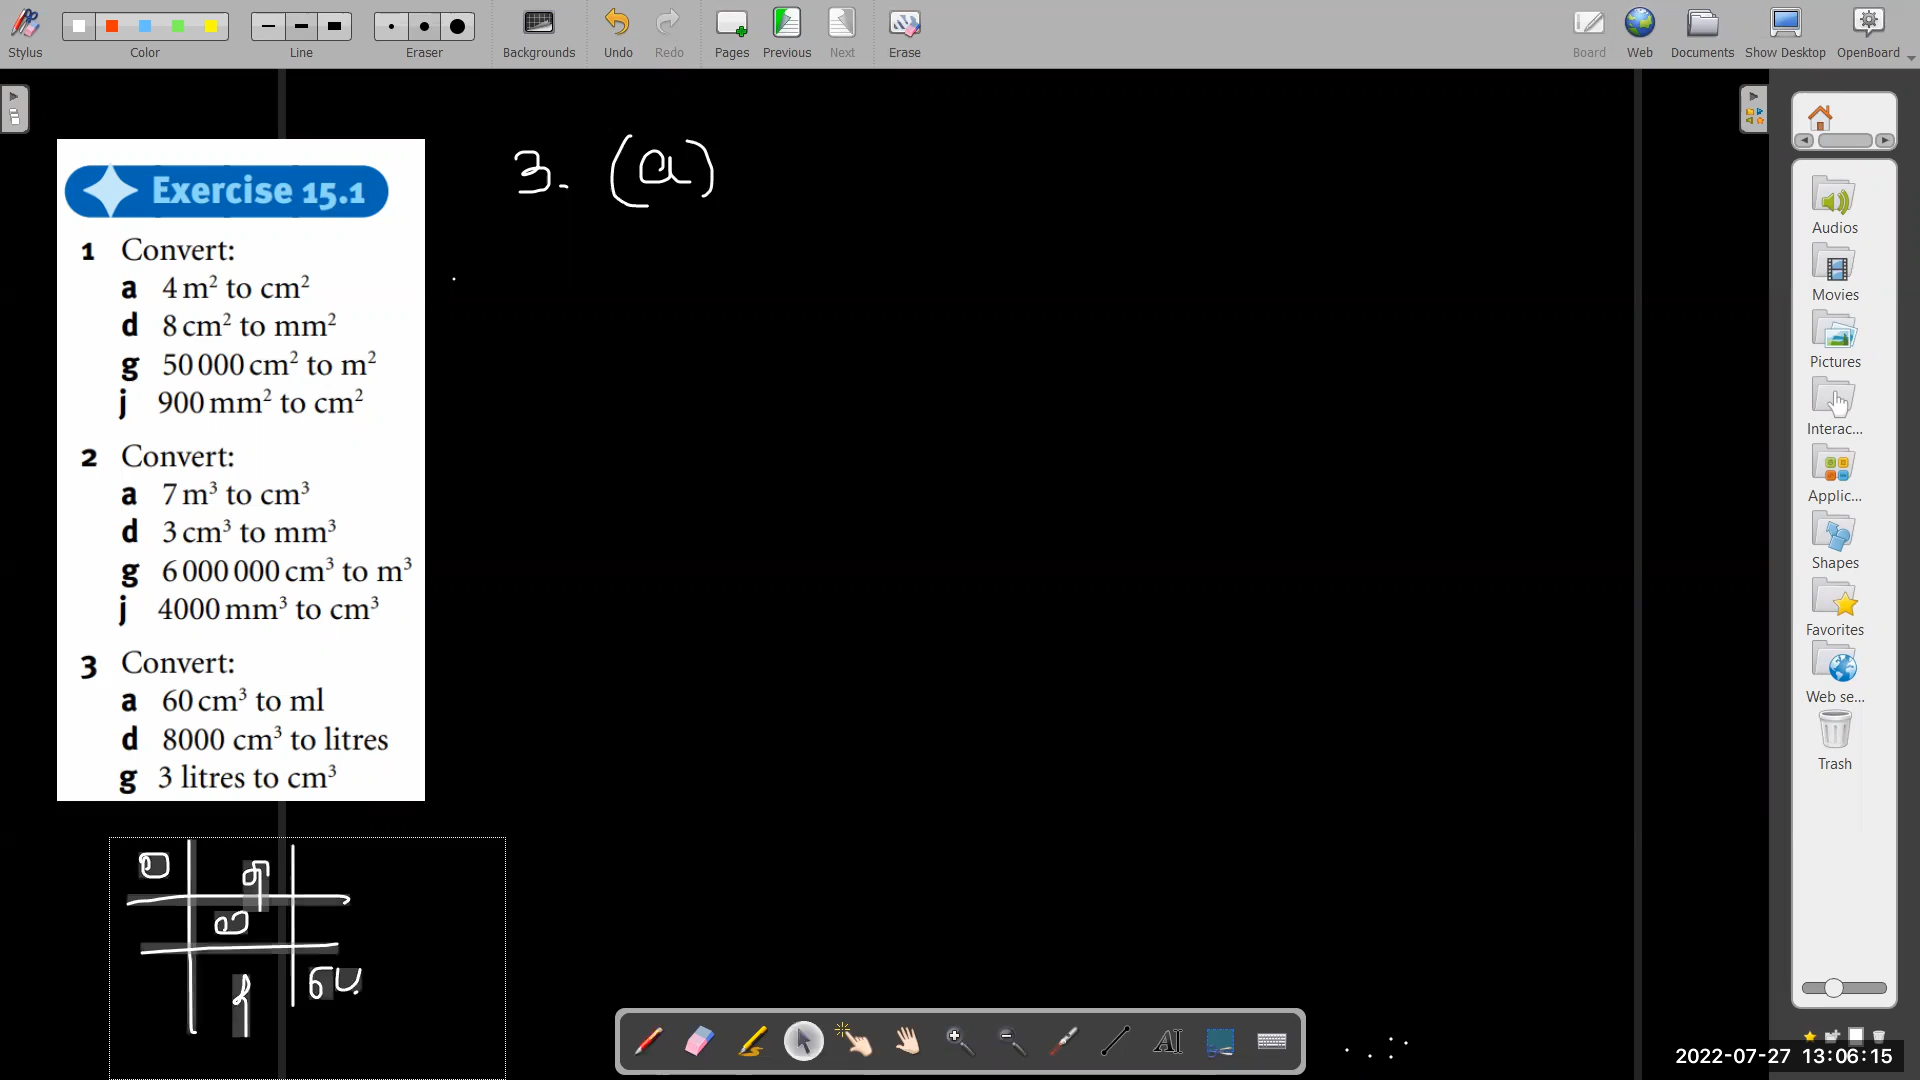 Stylus Color Line Eraser Backgrounds Undo Redo Pages Previous Next Erase Board Web Documents Show Desktop OpenBoard
3. (a)
Exercise 15.1
1 Convert:
a 4 m² to cm²
d 8 cm² to mm²
g 50 000 cm² to m²
j 900 mm² to cm²
2 Convert:
a 7 m³ to cm³
d 3 cm³ to mm³
g 6 000 000 cm³ to m³
j 4000 mm³ to cm³
3 Convert:
a 60 cm³ to ml
d 8000 cm³ to litres
g 3 litres to cm³
Audios
Movies
Pictures
Interac...
Applic...
Shapes
Favorites
Web se...
Trash
2022-07-27 13:06:15